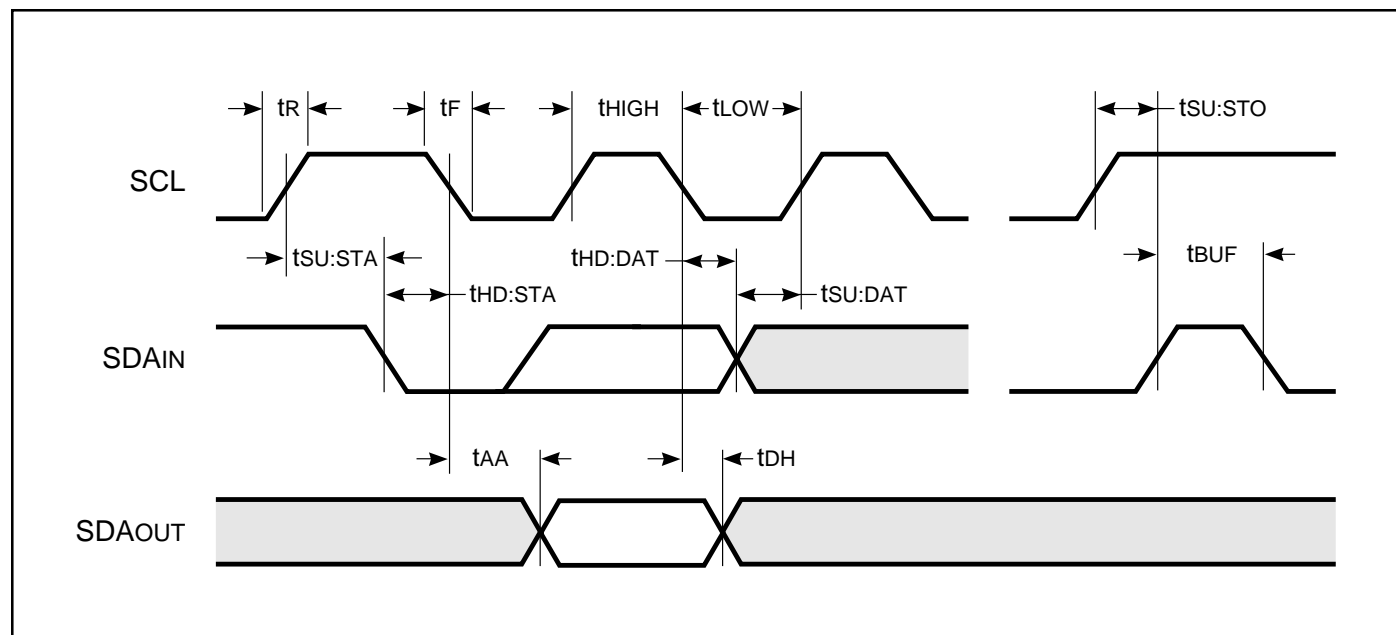 tR
tF
tHIGH
tLOW
tSU:STO
SCL
tSU:STA
tHD:DAT
tBUF
tHD:STA
tSU:DAT
SDAIN
tAA
tDH
SDAOUT